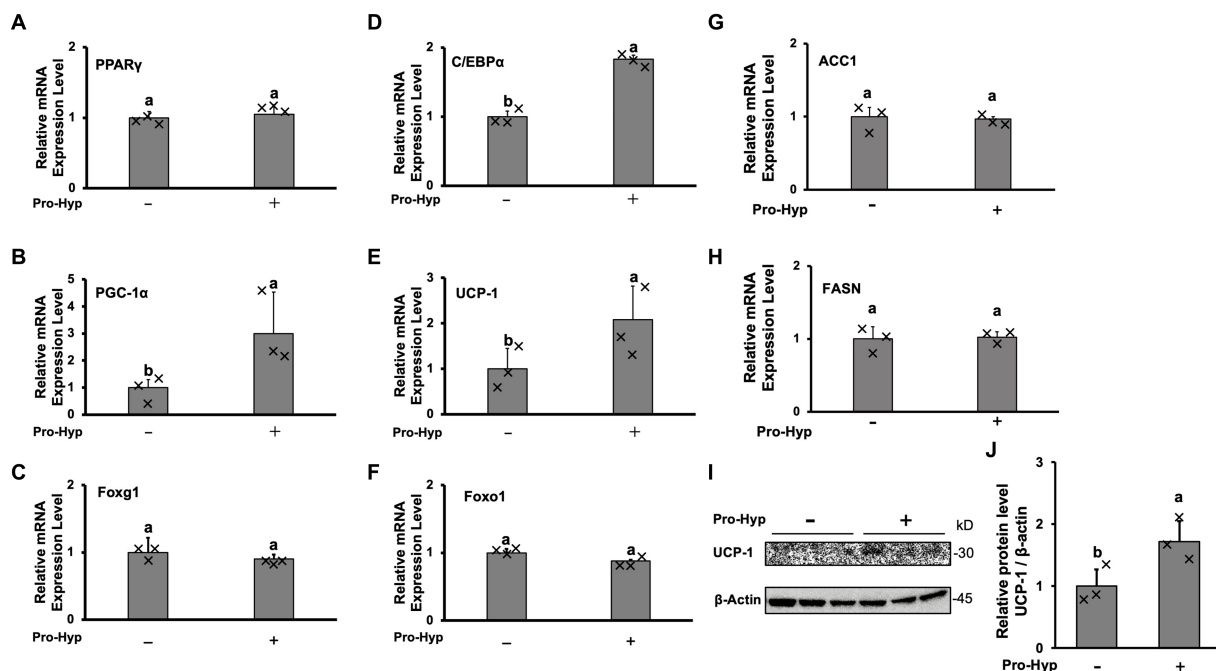 A
Relative mRNA
Expression Level
PPARγ
2
1
0
a
a
Pro-Hyp
–
+
B
Relative mRNA
Expression Level
PGC-1α
5
4
3
2
1
0
b
a
Pro-Hyp
–
+
C
Relative mRNA
Expression Level
Foxg1
2
1
0
a
a
Pro-Hyp
–
+
D
Relative mRNA
Expression Level
C/EBPα
2
1
0
b
a
Pro-Hyp
–
+
E
Relative mRNA
Expression Level
UCP-1
3
2
1
0
b
a
Pro-Hyp
–
+
F
Relative mRNA
Expression Level
Foxo1
2
1
0
a
a
Pro-Hyp
–
+
G
Relative mRNA
Expression Level
ACC1
2
1
0
a
a
Pro-Hyp
-
+
H
Relative mRNA
Expression Level
FASN
2
1
0
a
a
Pro-Hyp
-
+
I
Pro-Hyp - + kD
UCP-1 -30
β-Actin -45
J
Relative protein level
UCP-1 / β-actin
3
2
1
0
b
a
Pro-Hyp
-
+